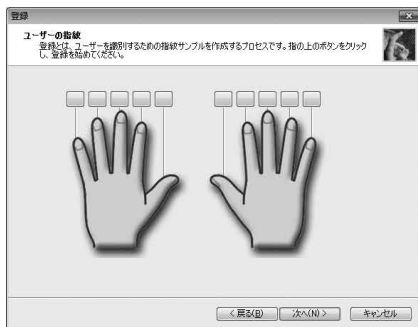 登録
ユーザーの指紋
登録とは、ユーザーを識別するための指紋サンプルを作成するプロセスです。指の上のボタンをクリック
し、登録を始めてください。
< 戻る(B)
次へ(N) >
キャンセル